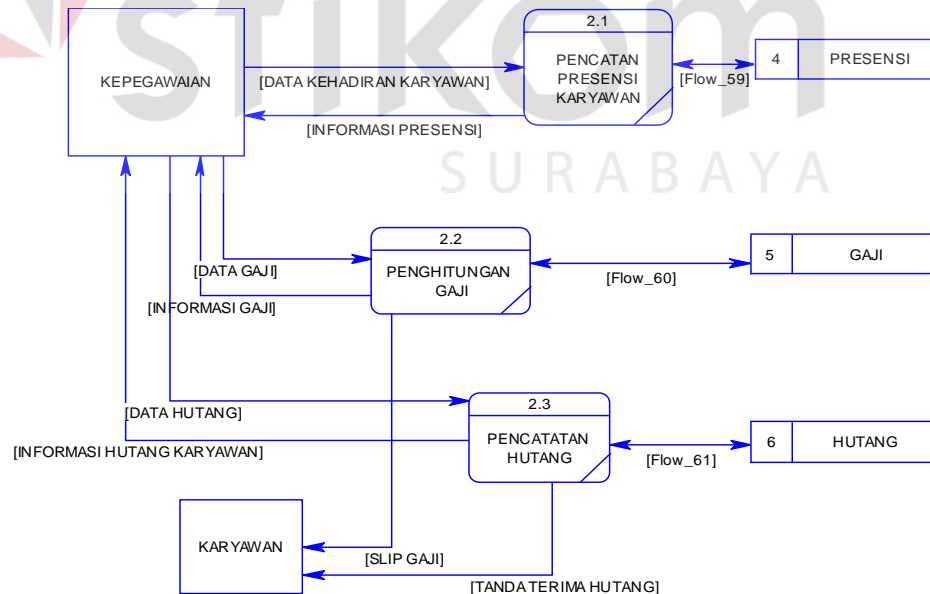 stikom
SURABAYA
KEPEGAWAIAN
[DATA KEHADIRAN KARYAWAN]
[INFORMASI PRESENSI]
2.1
PENCATAN
PRESENSI
KARYAWAN
[Flow_59]
4 PRESENSI
2.2
PENGHITUNGAN
GAJI
[DATA GAJI]
[INFORMASI GAJI]
[Flow_60]
5 GAJI
2.3
PENCATATAN
HUTANG
[DATA HUTANG]
[INFORMASI HUTANG KARYAWAN]
[Flow_61]
6 HUTANG
KARYAWAN
[SLIP GAJI]
[TANDA TERIMA HUTANG]